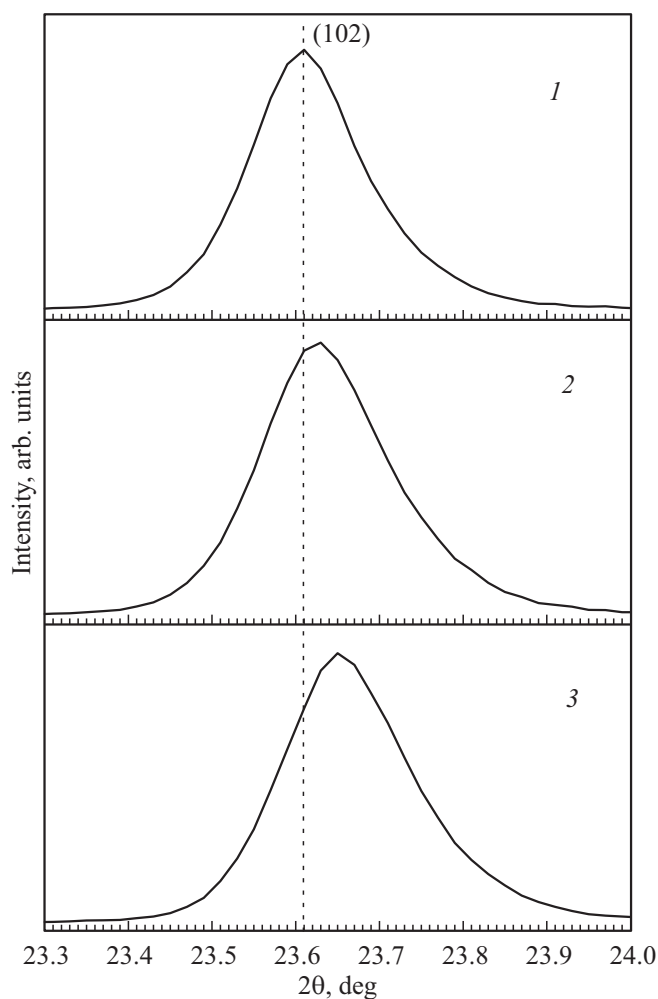 (102)
1
2
3
Intensity, arb. units
23.3 23.4 23.5 23.6 23.7 23.8 23.9 24.0
2θ, deg